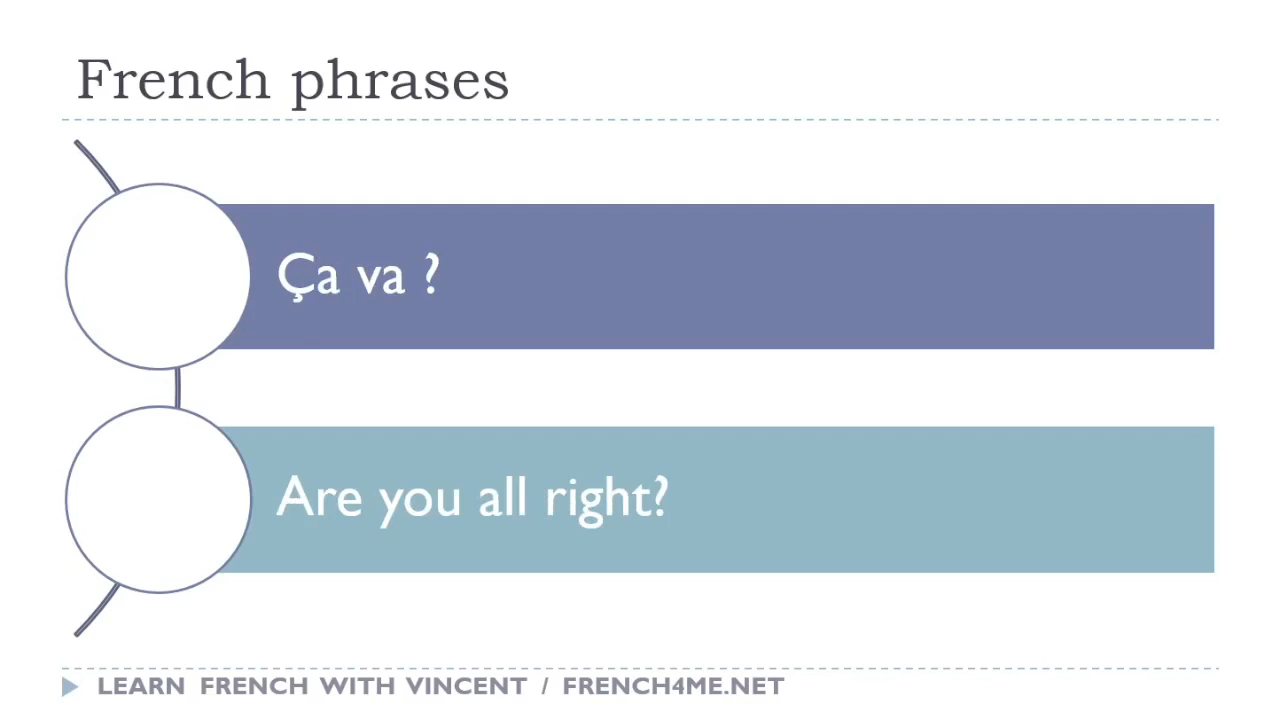 French phrases
Ça va ?
Are you all right?
LEARN FRENCH WITH VINCENT / FRENCH4ME.NET